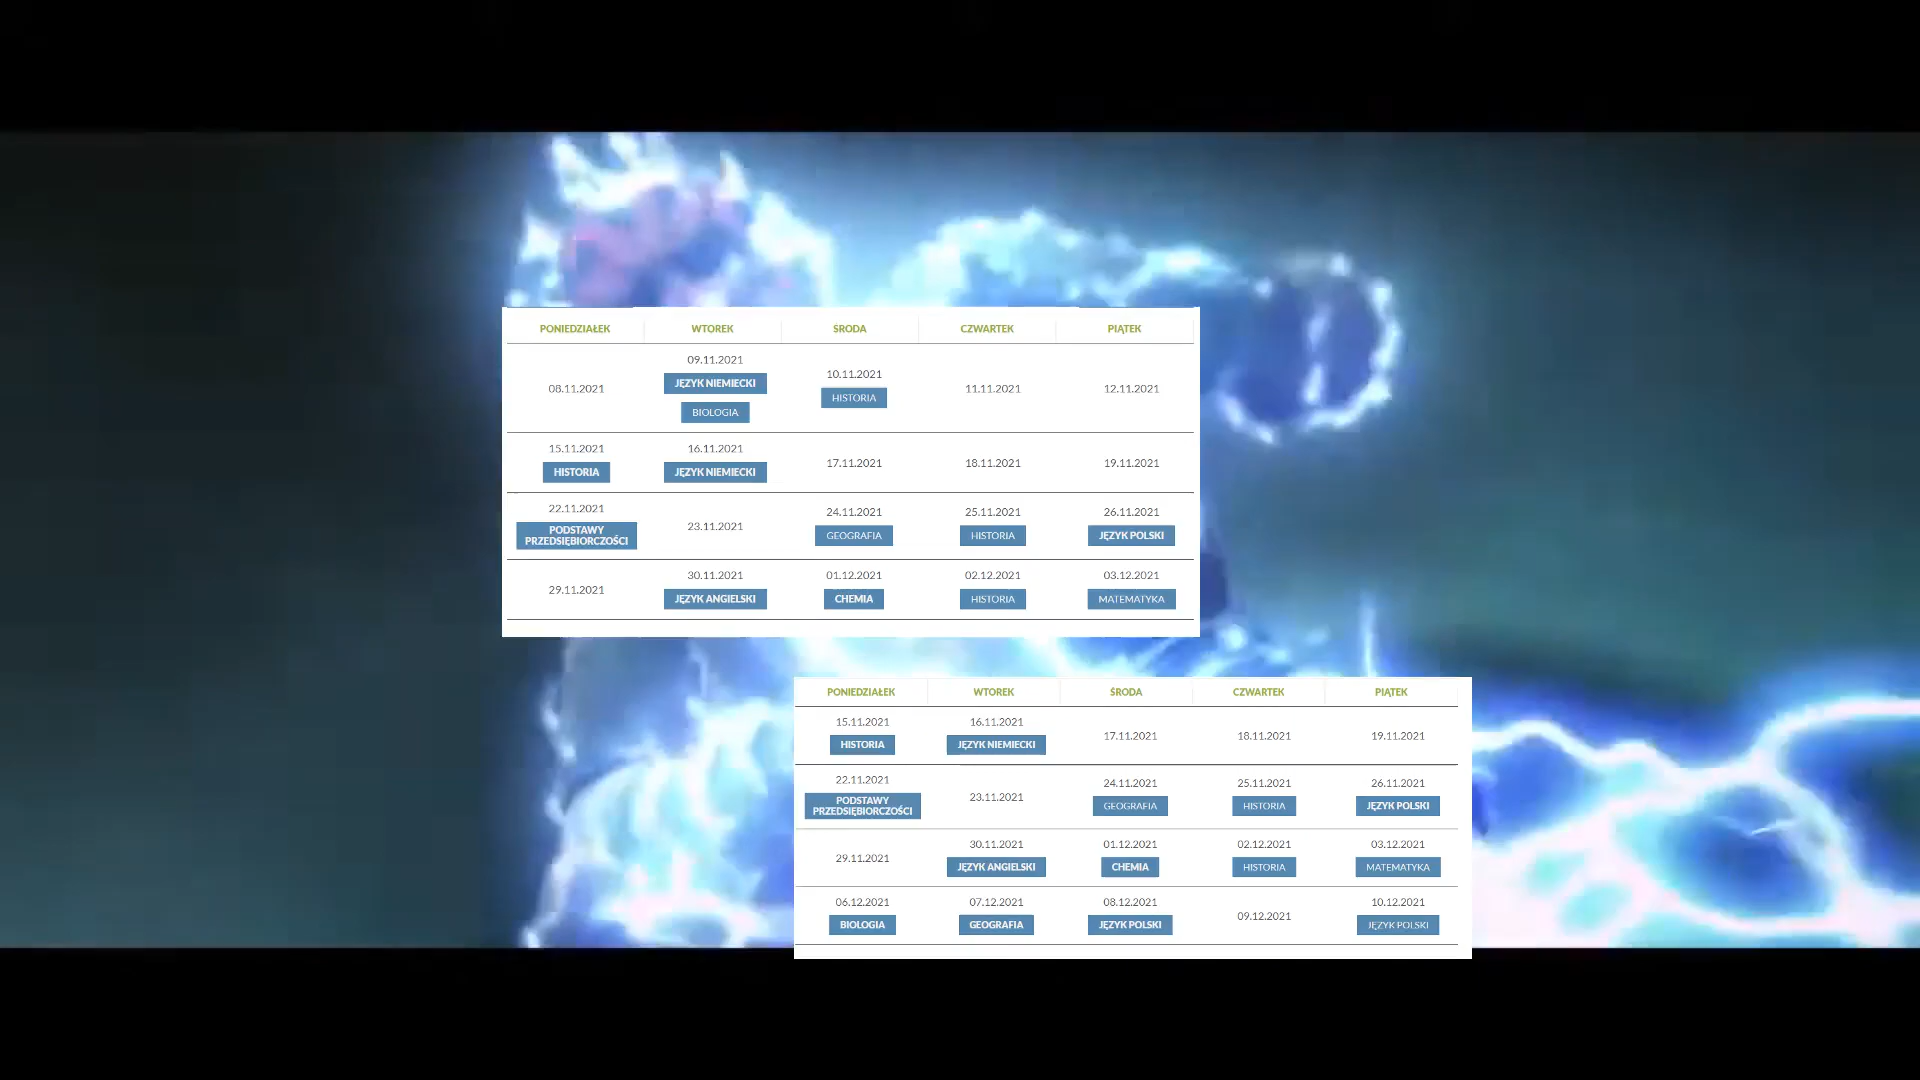 PONIEDZIAŁEK WTOREK ŚRODA CZWARTEK PIĄTEK
08.11.2021 09.11.2021 10.11.2021 11.11.2021 12.11.2021
JĘZYK NIEMIECKI HISTORIA
BIOLOGIA
15.11.2021 16.11.2021 17.11.2021 18.11.2021 19.11.2021
HISTORIA JĘZYK NIEMIECKI
22.11.2021 23.11.2021 24.11.2021 25.11.2021 26.11.2021
PODSTAWY GEOGRAFIA HISTORIA JĘZYK POLSKI
PRZEDSIĘBIORCZOŚCI
29.11.2021 30.11.2021 01.12.2021 02.12.2021 03.12.2021
JĘZYK ANGIELSKI CHEMIA HISTORIA MATEMATYKA
PONIEDZIAŁEK WTOREK ŚRODA CZWARTEK PIĄTEK
15.11.2021 16.11.2021 17.11.2021 18.11.2021 19.11.2021
HISTORIA JĘZYK NIEMIECKI
22.11.2021 23.11.2021 24.11.2021 25.11.2021 26.11.2021
PODSTAWY GEOGRAFIA HISTORIA JĘZYK POLSKI
PRZEDSIĘBIORCZOŚCI
29.11.2021 30.11.2021 01.12.2021 02.12.2021 03.12.2021
JĘZYK ANGIELSKI CHEMIA HISTORIA MATEMATYKA
06.12.2021 07.12.2021 08.12.2021 09.12.2021 10.12.2021
BIOLOGIA GEOGRAFIA JĘZYK POLSKI JĘZYK POLSKI